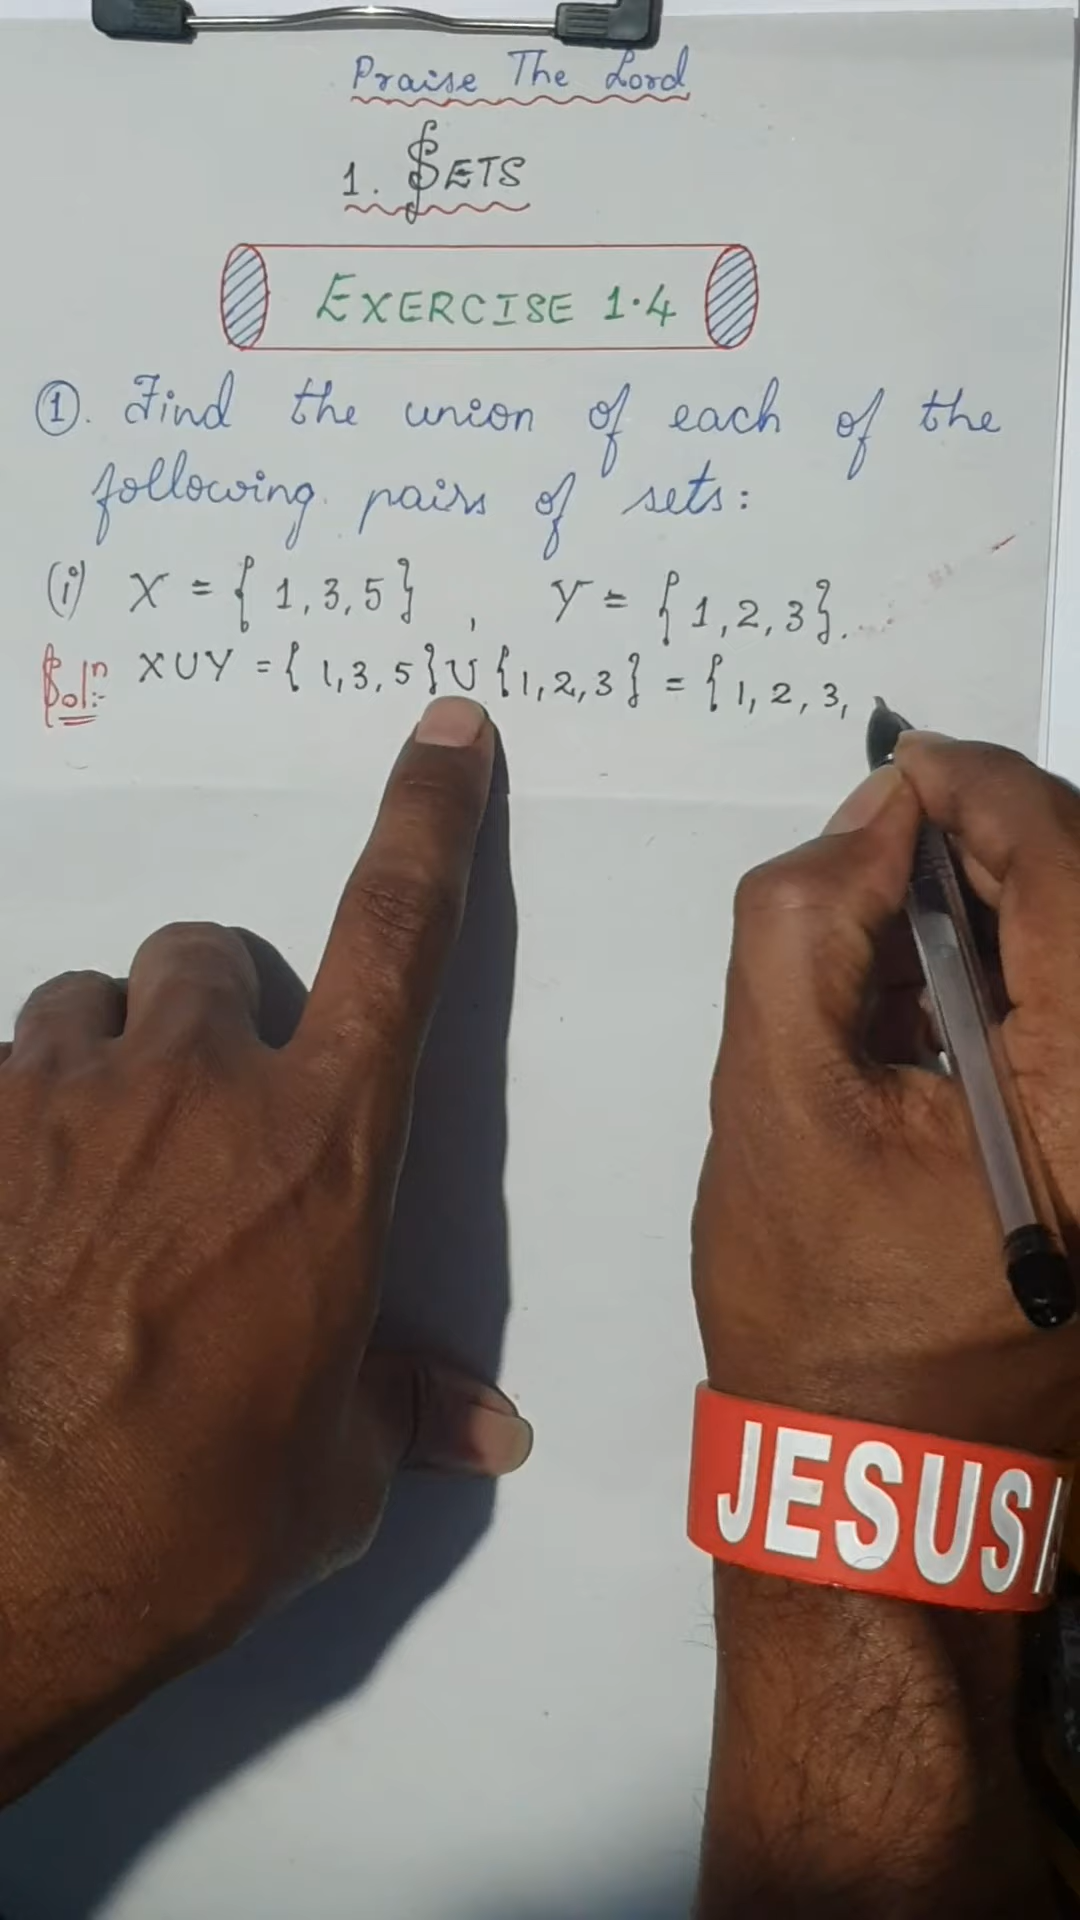 Praise The Lord
1. SETS
EXERCISE 1.4
①. Find the union of each of the
following pairs of sets:
(i) X = { 1, 3, 5 } , Y = { 1, 2, 3 }.
Solⁿ:- X∪Y = { 1, 3, 5 } ∪ { 1, 2, 3 } = { 1, 2, 3,
JESUS